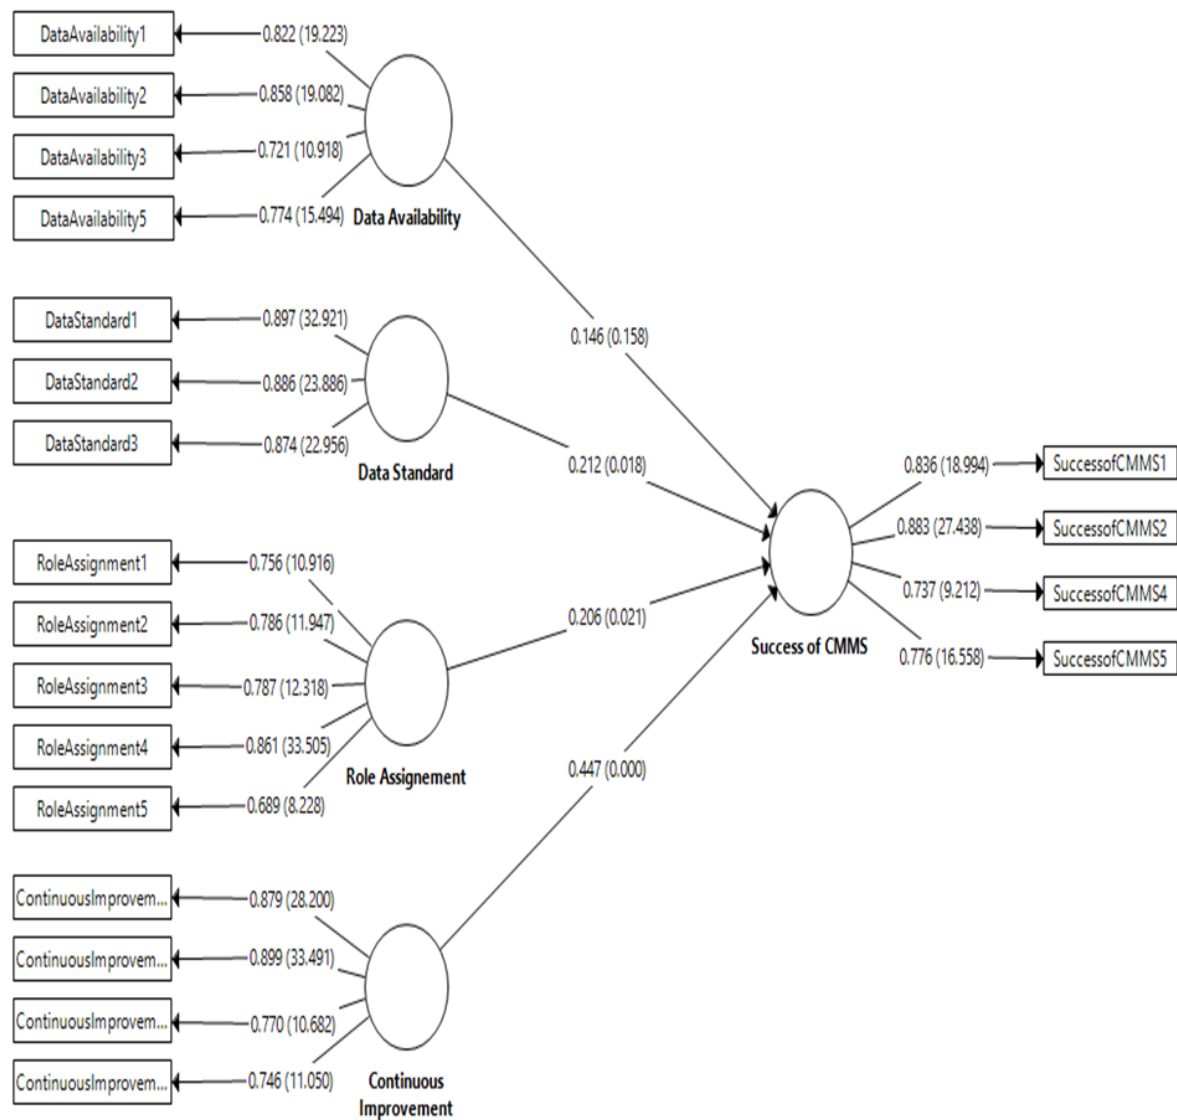 DataAvailability1
0.822 (19.223)
DataAvailability2
0.858 (19.082)
DataAvailability3
0.721 (10.918)
DataAvailability5
0.774 (15.494)
Data Availability
0.146 (0.158)
DataStandard1
0.897 (32.921)
DataStandard2
0.886 (23.886)
DataStandard3
0.874 (22.956)
Data Standard
0.212 (0.018)
RoleAssignment1
0.756 (10.916)
RoleAssignment2
0.786 (11.947)
RoleAssignment3
0.787 (12.318)
RoleAssignment4
0.861 (33.505)
RoleAssignment5
0.689 (8.228)
Role Assignement
0.206 (0.021)
ContinuousImprovem...
0.879 (28.200)
ContinuousImprovem...
0.899 (33.491)
ContinuousImprovem...
0.770 (10.682)
ContinuousImprovem...
0.746 (11.050)
Continuous
Improvement
0.447 (0.000)
Success of CMMS
0.836 (18.994)
SuccessofCMMS1
0.883 (27.438)
SuccessofCMMS2
0.737 (9.212)
SuccessofCMMS4
0.776 (16.558)
SuccessofCMMS5